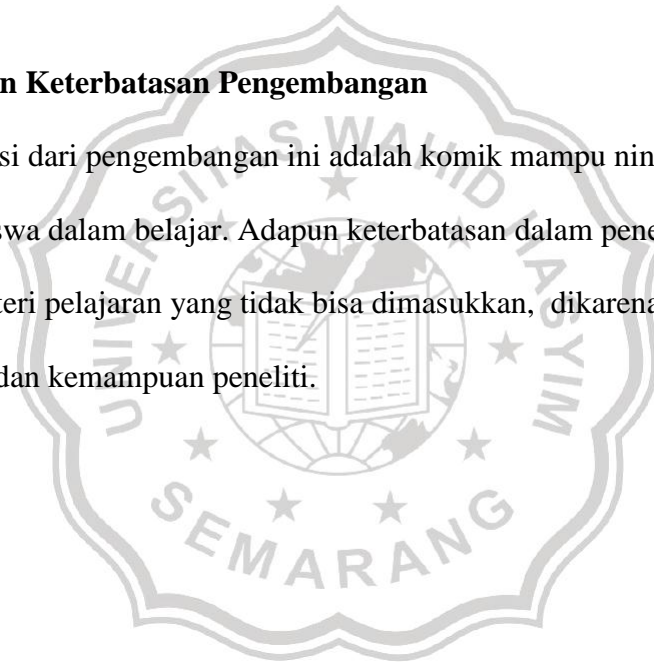 n Keterbatasan Pengembangan
si dari pengembangan ini adalah komik mampu nin
swa dalam belajar. Adapun keterbatasan dalam pene
teri pelajaran yang tidak bisa dimasukkan, dikarena
dan kemampuan peneliti.
UNIVERSITAS WAHID HASYIM
SEMARANG